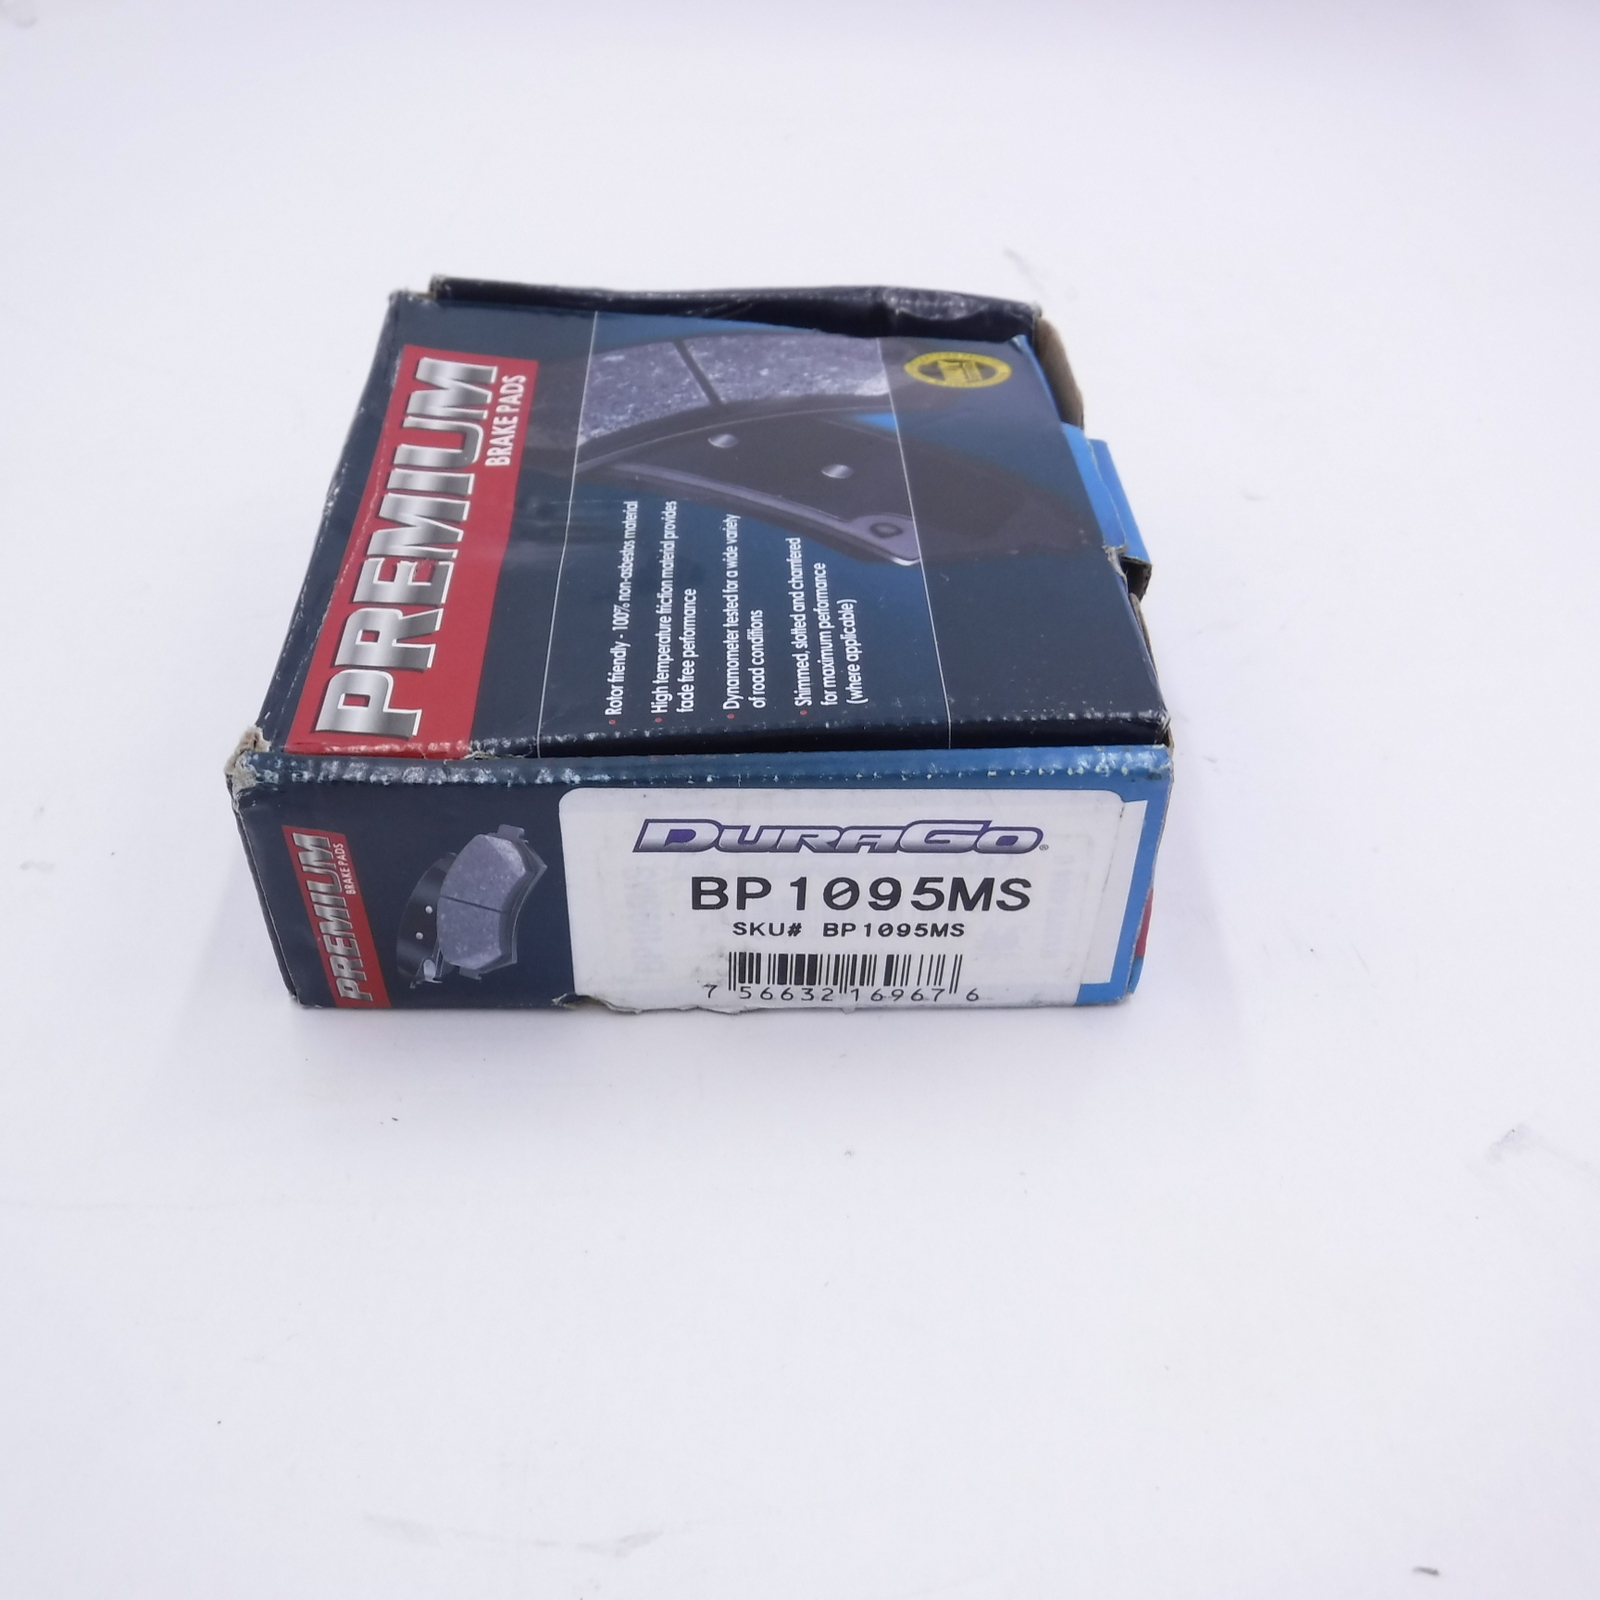 PREMIUM
BRAKE PADS
• Rotor friendly - 100% non-asbestos material
• High temperature friction material provides
fade free performance
• Dynamometer tested for a wide variety
of road conditions
• Shimmed, slotted and chamfered
for maximum performance
(where applicable)
PREMIUM
BRAKE PADS
DURAGO®
BP1095MS
SKU# BP1095MS
7 56632 16967 6